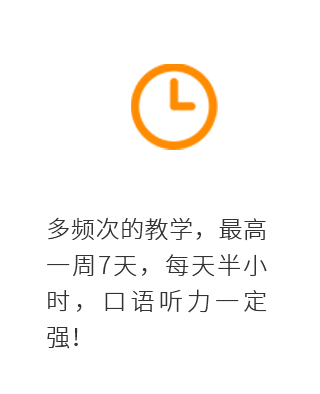 多频次的教学，最高
一周7天，每天半小
时，口语听力一定
强！